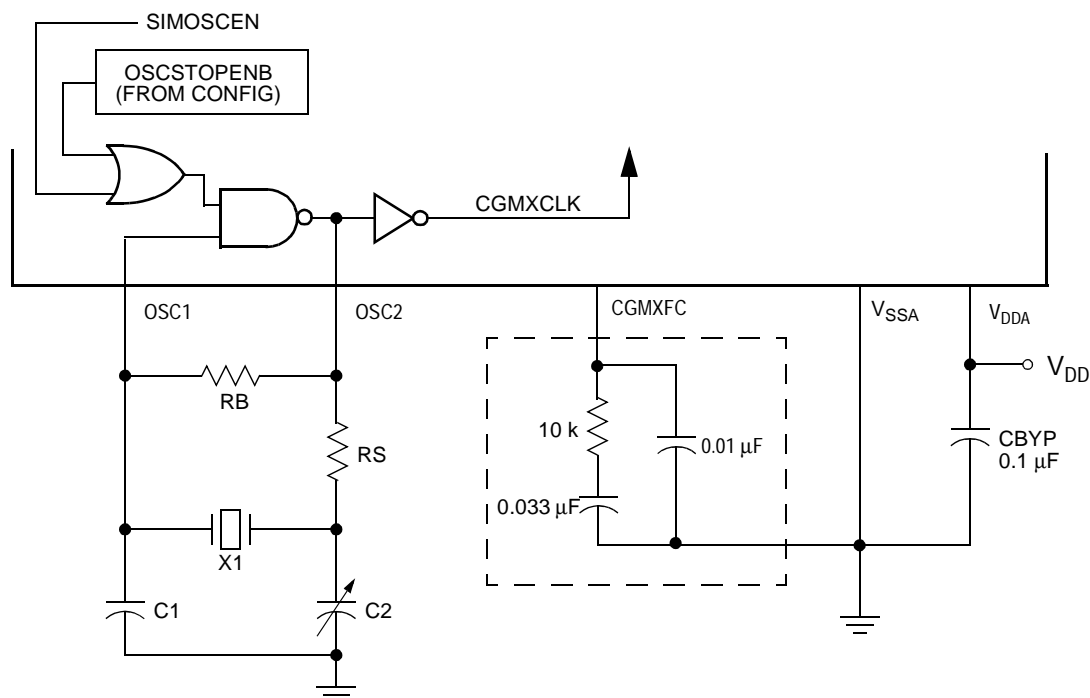 SIMOSCEN
OSCSTOPENB
(FROM CONFIG)
CGMXCLK
OSC1
OSC2
CGMXFC
VSSA
VDDA
VDD
RB
10 k
0.01 μF
CBYP
0.1 μF
RS
0.033 μF
X1
C1
C2